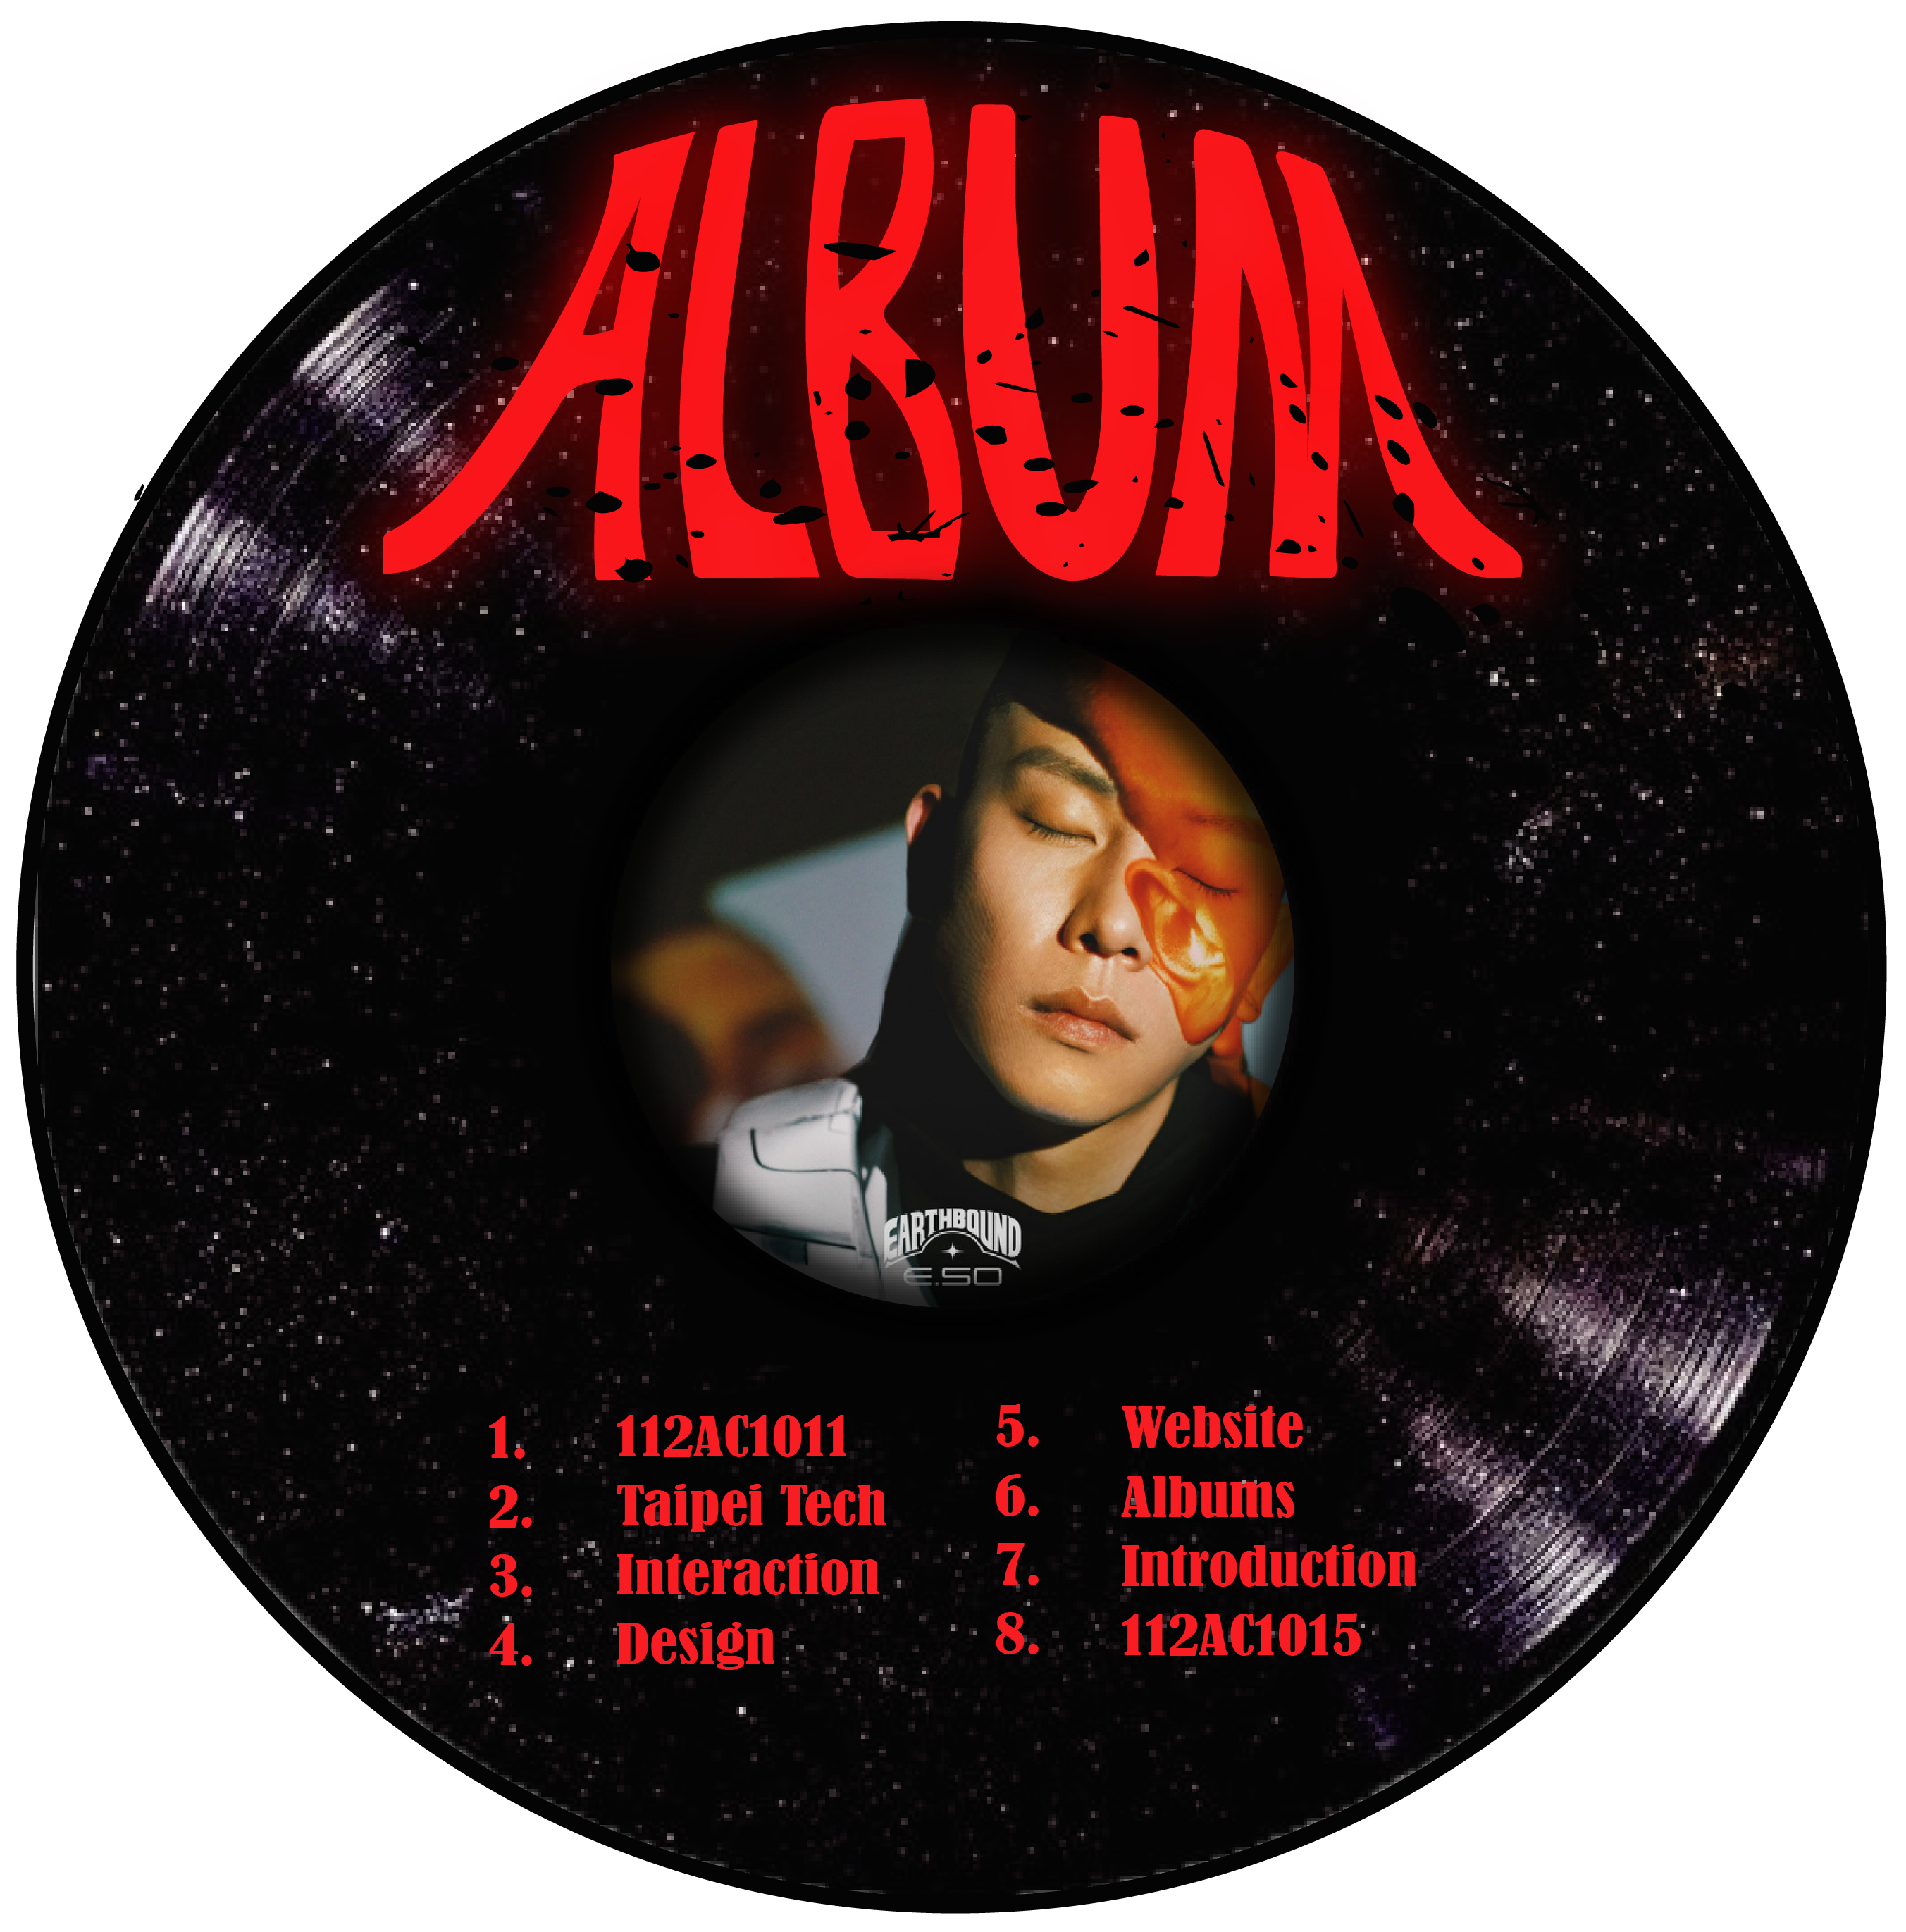 ALBUM
EARTHBOUND
E.SO
1. 112AC1011
2. Taipei Tech
3. Interaction
4. Design
5. Website
6. Albums
7. Introduction
8. 112AC1015